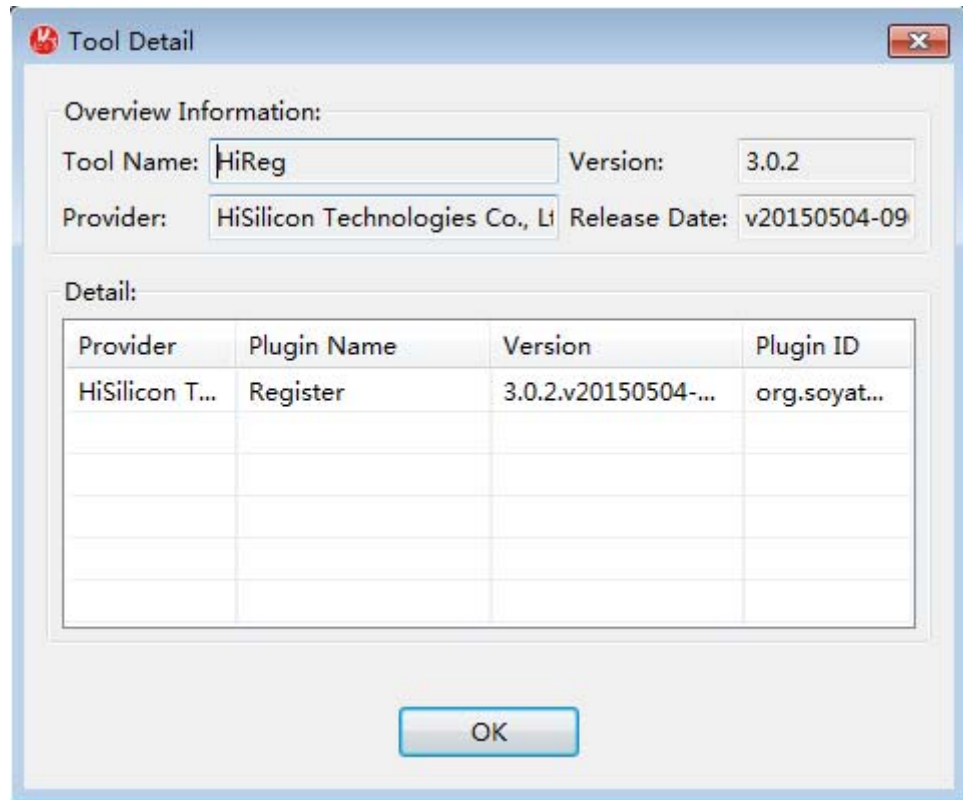 Tool Detail
Overview Information:
Tool Name: HiReg Version: 3.0.2
Provider: HiSilicon Technologies Co., Lt Release Date: v20150504-09
Detail:
Provider Plugin Name Version Plugin ID
HiSilicon T... Register 3.0.2.v20150504-... org.soyat...
OK